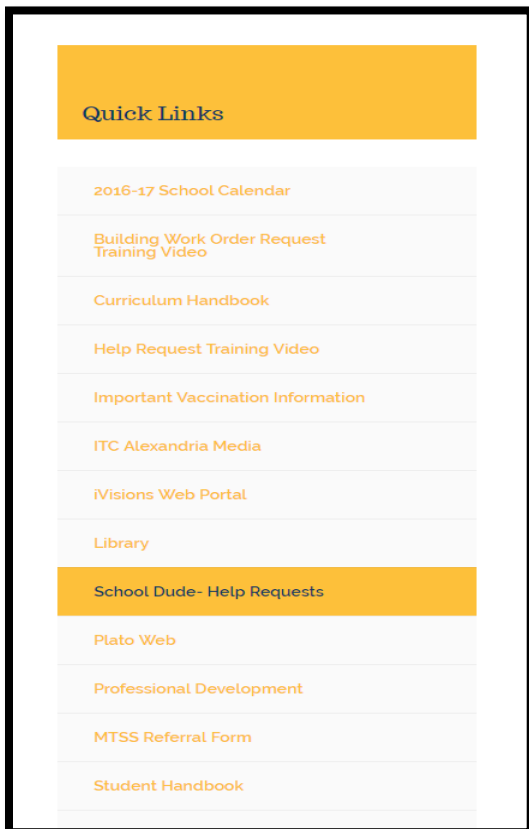 Quick Links
2016-17 School Calendar
Building Work Order Request
Training Video
Curriculum Handbook
Help Request Training Video
Important Vaccination Information
ITC Alexandria Media
iVisions Web Portal
Library
School Dude- Help Requests
Plato Web
Professional Development
MTSS Referral Form
Student Handbook